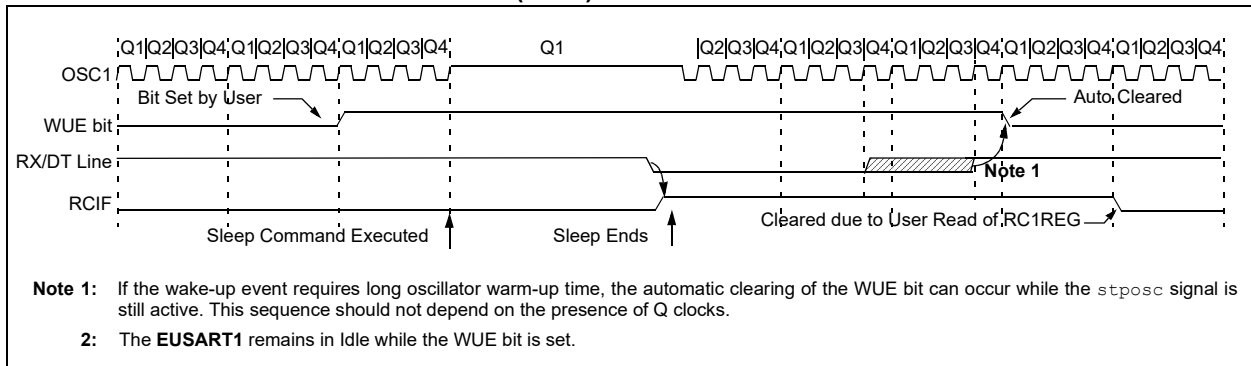 Q1|Q2|Q3|Q4|Q1|Q2|Q3|Q4|Q1|Q2|Q3|Q4 Q1 |Q2|Q3|Q4|Q1|Q2|Q3|Q4|Q1|Q2|Q3|Q4|Q1|Q2|Q3|Q4|Q1|Q2|Q3|Q4
OSC1
Bit Set by User Auto Cleared
WUE bit
RX/DT Line
Note 1
RCIF
Cleared due to User Read of RC1REG
Sleep Command Executed Sleep Ends
Note 1: If the wake-up event requires long oscillator warm-up time, the automatic clearing of the WUE bit can occur while the stposc signal is
still active. This sequence should not depend on the presence of Q clocks.
2: The EUSART1 remains in Idle while the WUE bit is set.